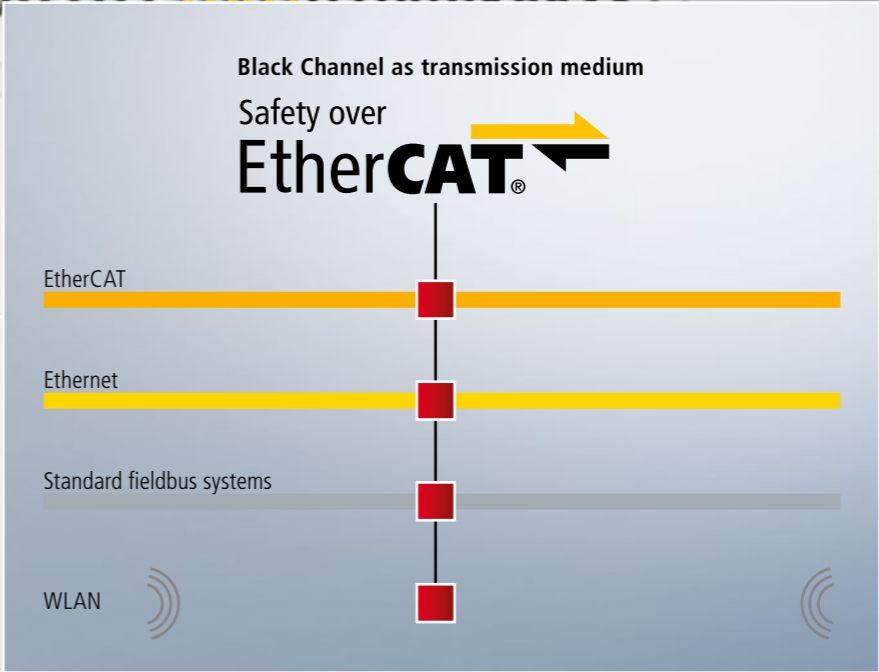 Black Channel as transmission medium
Safety over
EtherCAT®
EtherCAT
Ethernet
Standard fieldbus systems
WLAN